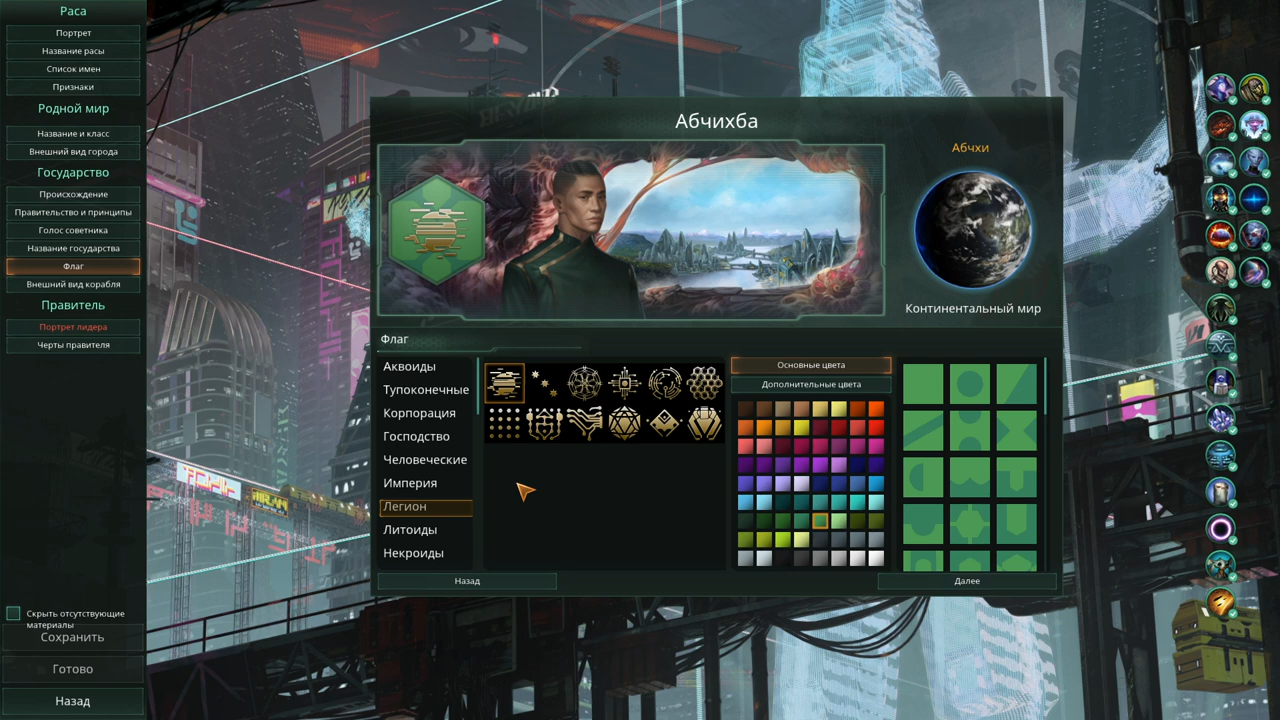 Раса
Портрет
Название расы
Список имен
Признаки
Родной мир
Название и класс
Внешний вид города
Государство
Происхождение
Правительство и принципы
Голос советника
Название государства
Флаг
Внешний вид корабля
Правитель
Портрет лидера
Черты правителя
Скрыть отсутствующие
материалы
Сохранить
Готово
Назад
Абчихба
Абчхи
Континентальный мир
Флаг
Аквоиды
Тупоконечные
Корпорация
Господство
Человеческие
Империя
Легион
Литоиды
Некроиды
Основные цвета
Дополнительные цвета
Назад
Далее